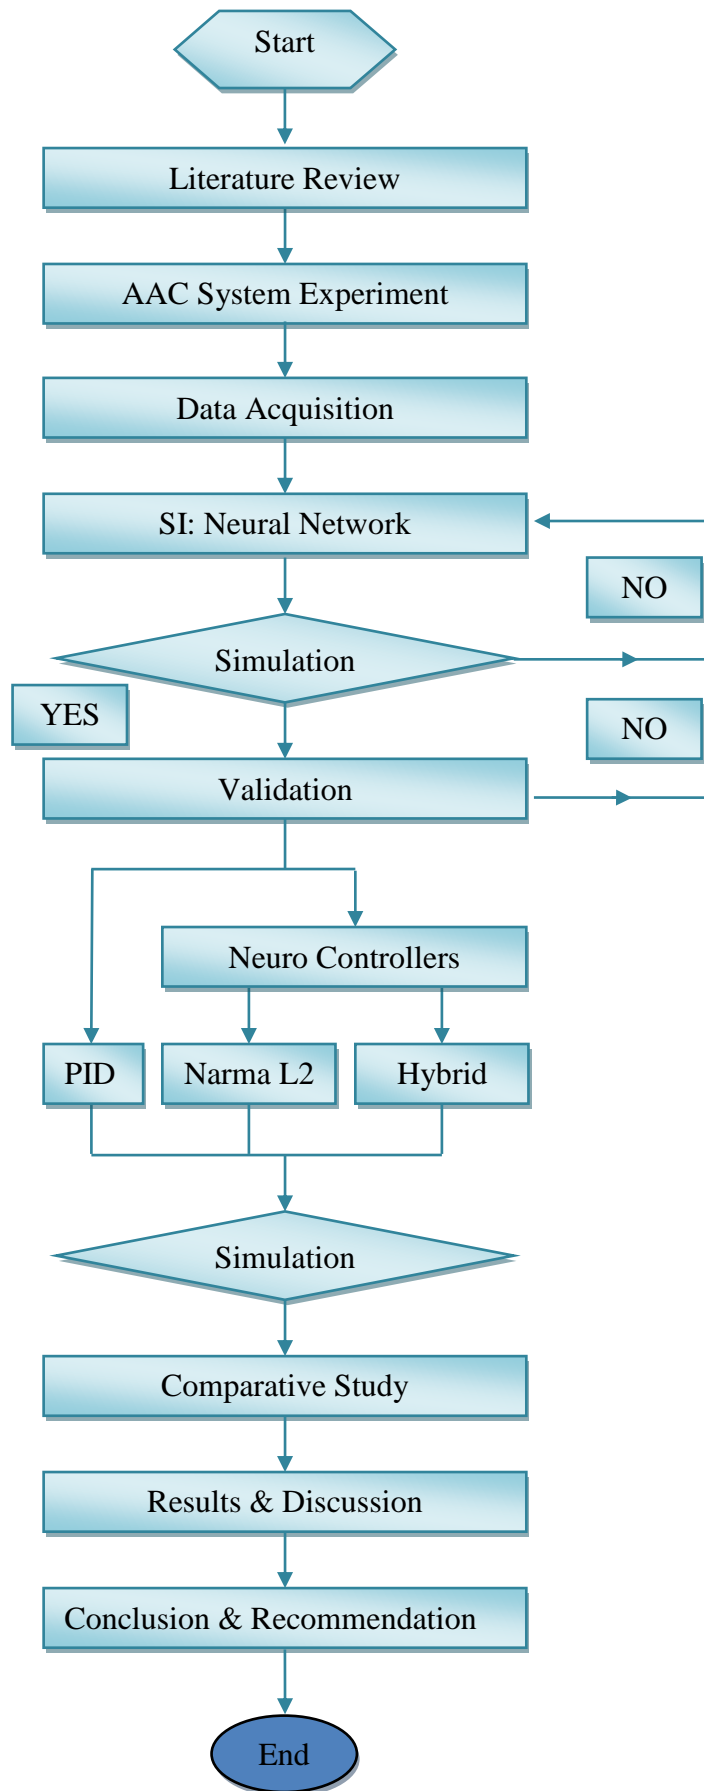 Start
Literature Review
AAC System Experiment
Data Acquisition
SI: Neural Network
NO
Simulation
YES
NO
Validation
Neuro Controllers
PID
Narma L2
Hybrid
Simulation
Comparative Study
Results & Discussion
Conclusion & Recommendation
End